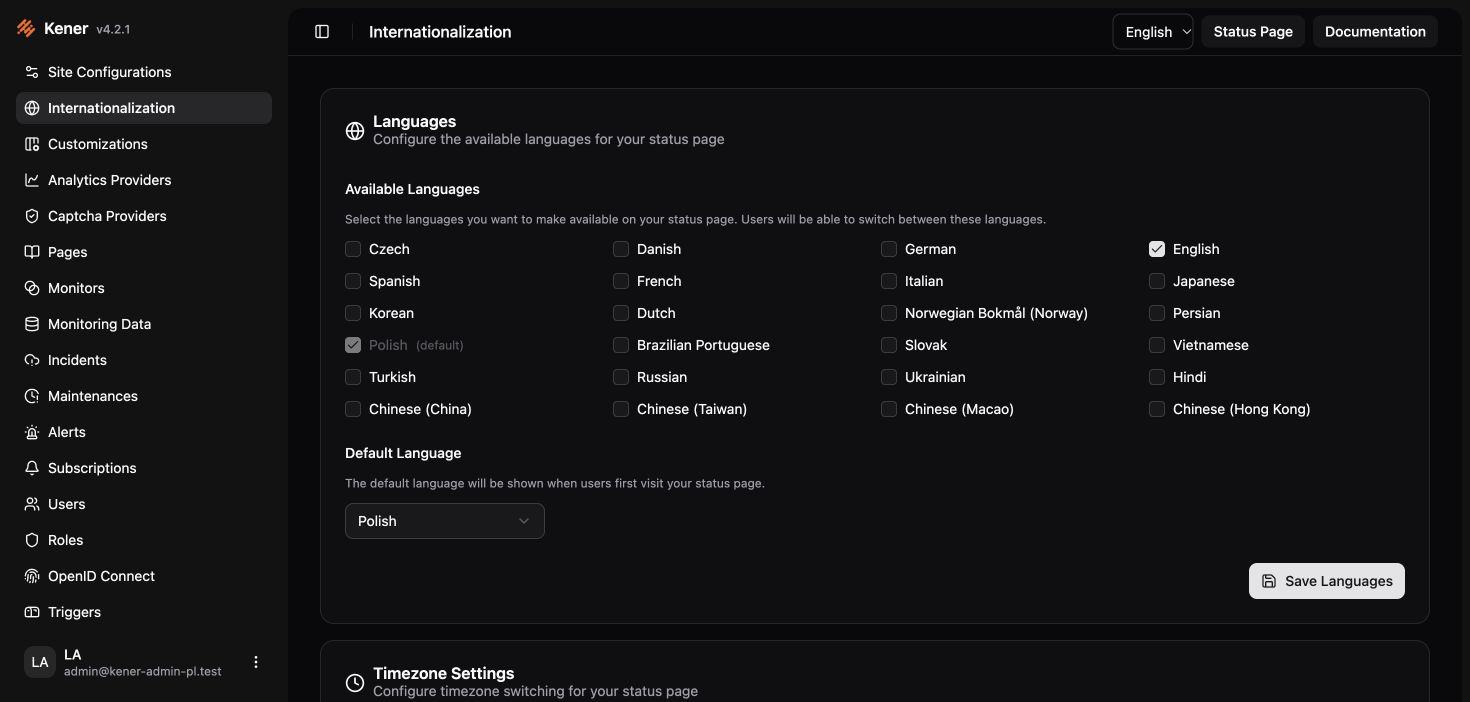 Kener v4.2.1
Site Configurations
Internationalization
Customizations
Analytics Providers
Captcha Providers
Pages
Monitors
Monitoring Data
Incidents
Maintenances
Alerts
Subscriptions
Users
Roles
OpenID Connect
Triggers
LA
LA
admin@kener-admin-pl.test
Internationalization
English
Status Page
Documentation
Languages
Configure the available languages for your status page
Available Languages
Select the languages you want to make available on your status page. Users will be able to switch between these languages.
Czech Danish German English
Spanish French Italian Japanese
Korean Dutch Norwegian Bokmål (Norway) Persian
Polish (default) Brazilian Portuguese Slovak Vietnamese
Turkish Russian Ukrainian Hindi
Chinese (China) Chinese (Taiwan) Chinese (Macao) Chinese (Hong Kong)
Default Language
The default language will be shown when users first visit your status page.
Polish
Save Languages
Timezone Settings
Configure timezone switching for your status page